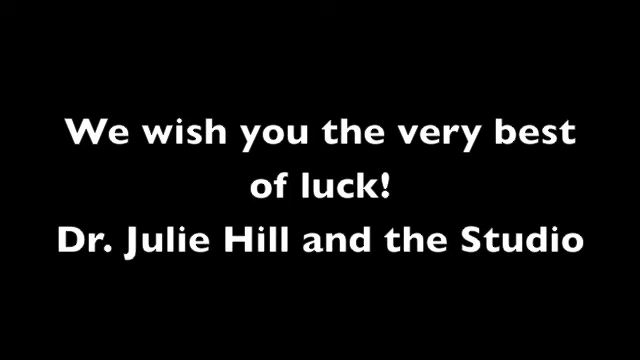 We wish you the very best
of luck!
Dr. Julie Hill and the Studio